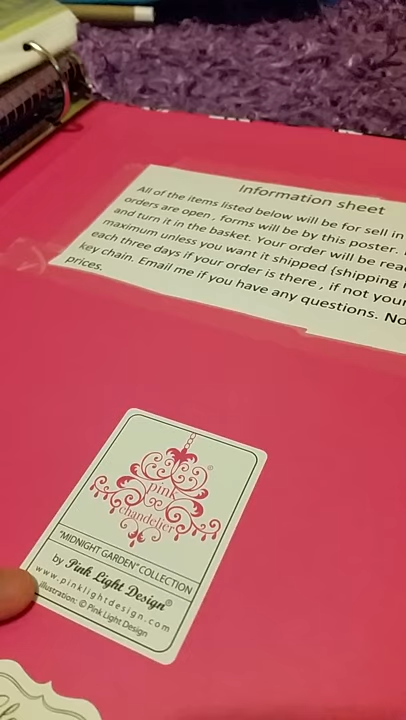 Information sheet
All of the items listed below will be for sell in
orders are open , forms will be by this poster.
and turn it in the basket. Your order will be
maximum unless you want it shipped (shipping
each three days if your order is there , if not your
key chain. Email me if you have any questions.
prices.
pink
chandelier
"MIDNIGHT GARDEN" COLLECTION
by Pink Light Design®
www.pinklightdesign.com
illustration: © Pink Light Design